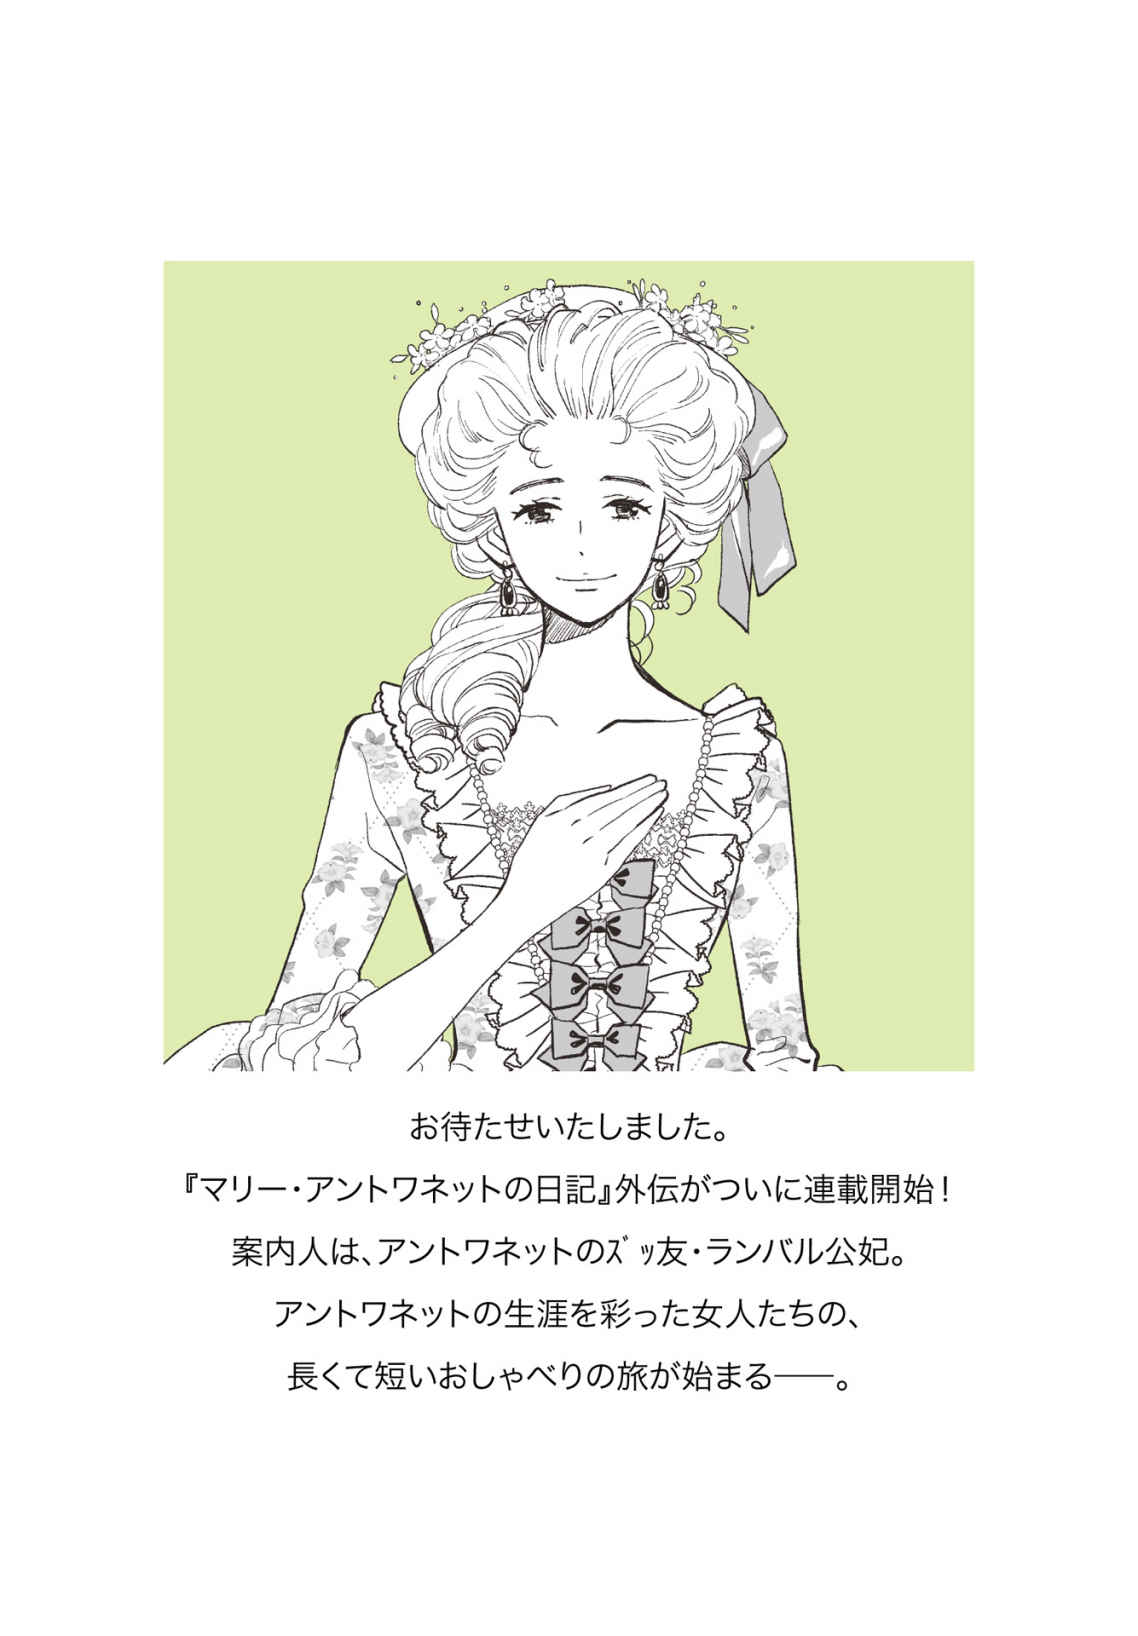 お待たせいたしました。
『マリー・アントワネットの日記』外伝がついに連載開始！
案内人は、アントワネットのｽﾞｯ友・ランバル公妃。
アントワネットの生涯を彩った女人たちの、
長くて短いおしゃべりの旅が始まる――。